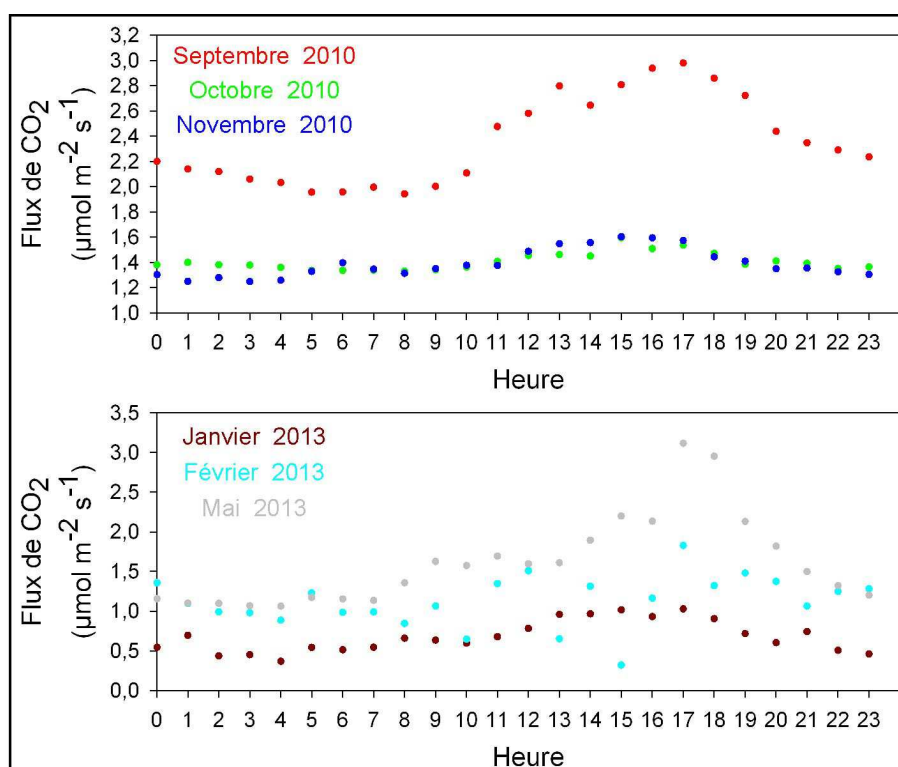 3,2
3,0
2,8
2,6
2,4
2,2
2,0
1,8
1,6
1,4
1,2
1,0
Flux de CO₂
(µmol m⁻² s⁻¹)
Septembre 2010
Octobre 2010
Novembre 2010
0 1 2 3 4 5 6 7 8 9 10 11 12 13 14 15 16 17 18 19 20 21 22 23
Heure
3,5
3,0
2,5
2,0
1,5
1,0
0,5
0,0
Flux de CO₂
(µmol m⁻² s⁻¹)
Janvier 2013
Février 2013
Mai 2013
0 1 2 3 4 5 6 7 8 9 10 11 12 13 14 15 16 17 18 19 20 21 22 23
Heure